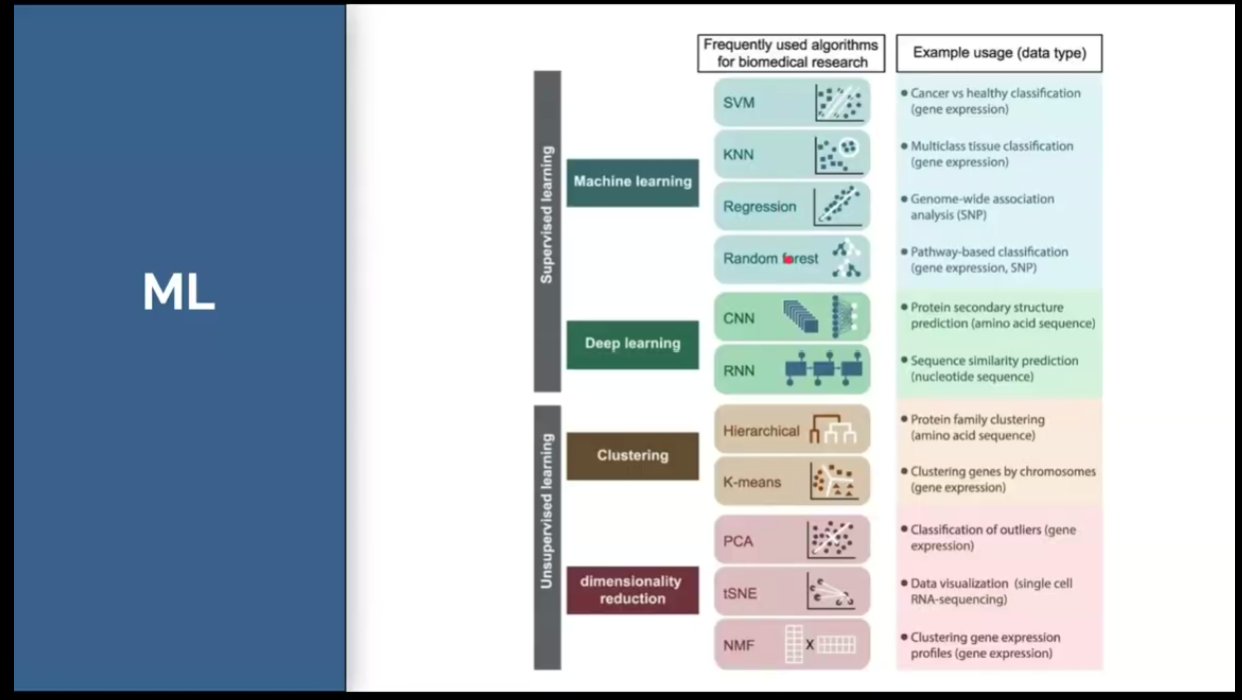 ML
Frequently used algorithms
for biomedical research
Example usage (data type)
Supervised learning
Machine learning
SVM
• Cancer vs healthy classification
(gene expression)
KNN
• Multiclass tissue classification
(gene expression)
Regression
• Genome-wide association
analysis (SNP)
Random forest
• Pathway-based classification
(gene expression, SNP)
Deep learning
CNN
• Protein secondary structure
prediction (amino acid sequence)
RNN
• Sequence similarity prediction
(nucleotide sequence)
Unsupervised learning
Clustering
Hierarchical
• Protein family clustering
(amino acid sequence)
K-means
• Clustering genes by chromosomes
(gene expression)
dimensionality
reduction
PCA
• Classification of outliers (gene
expression)
tSNE
• Data visualization (single cell
RNA-sequencing)
NMF
X
• Clustering gene expression
profiles (gene expression)